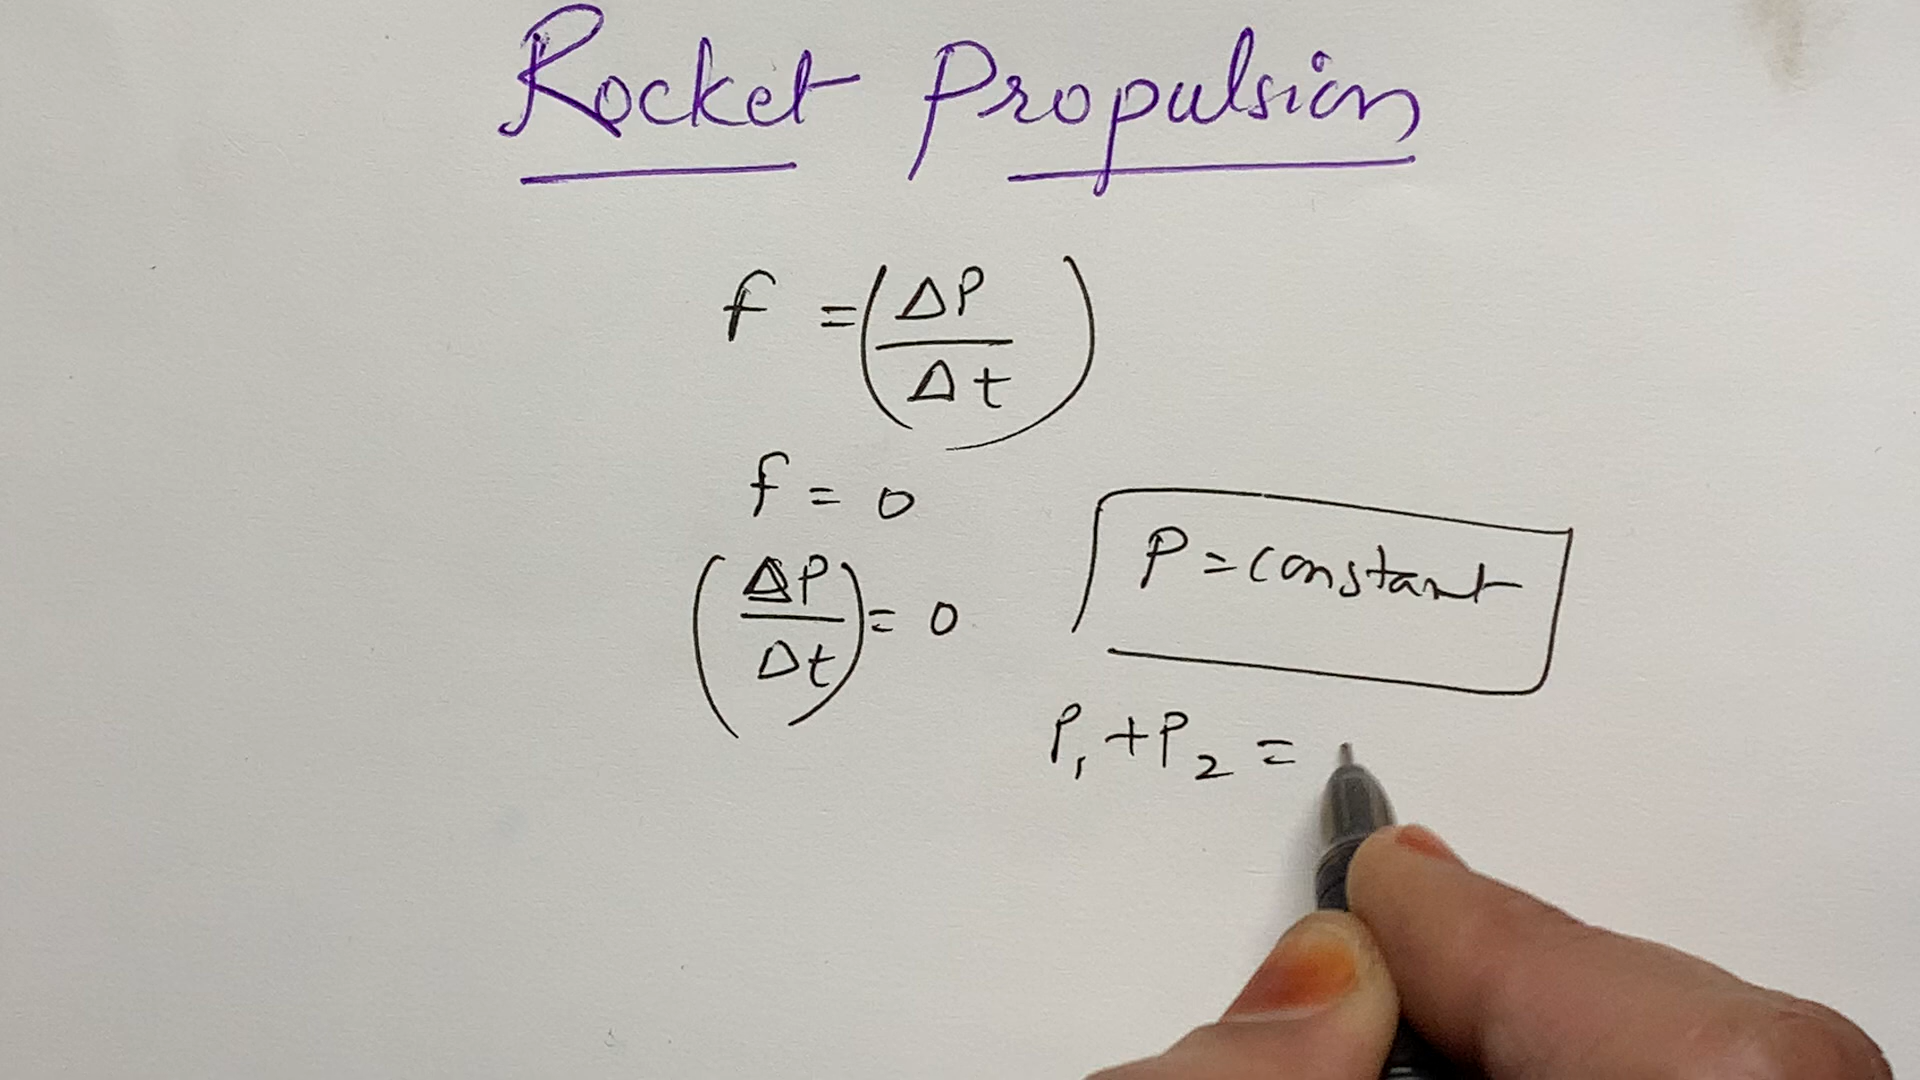 Rocket Propulsion
f = (ΔP/Δt)
f = 0
(ΔP/Δt) = 0
P = constant
P₁ + P₂ =